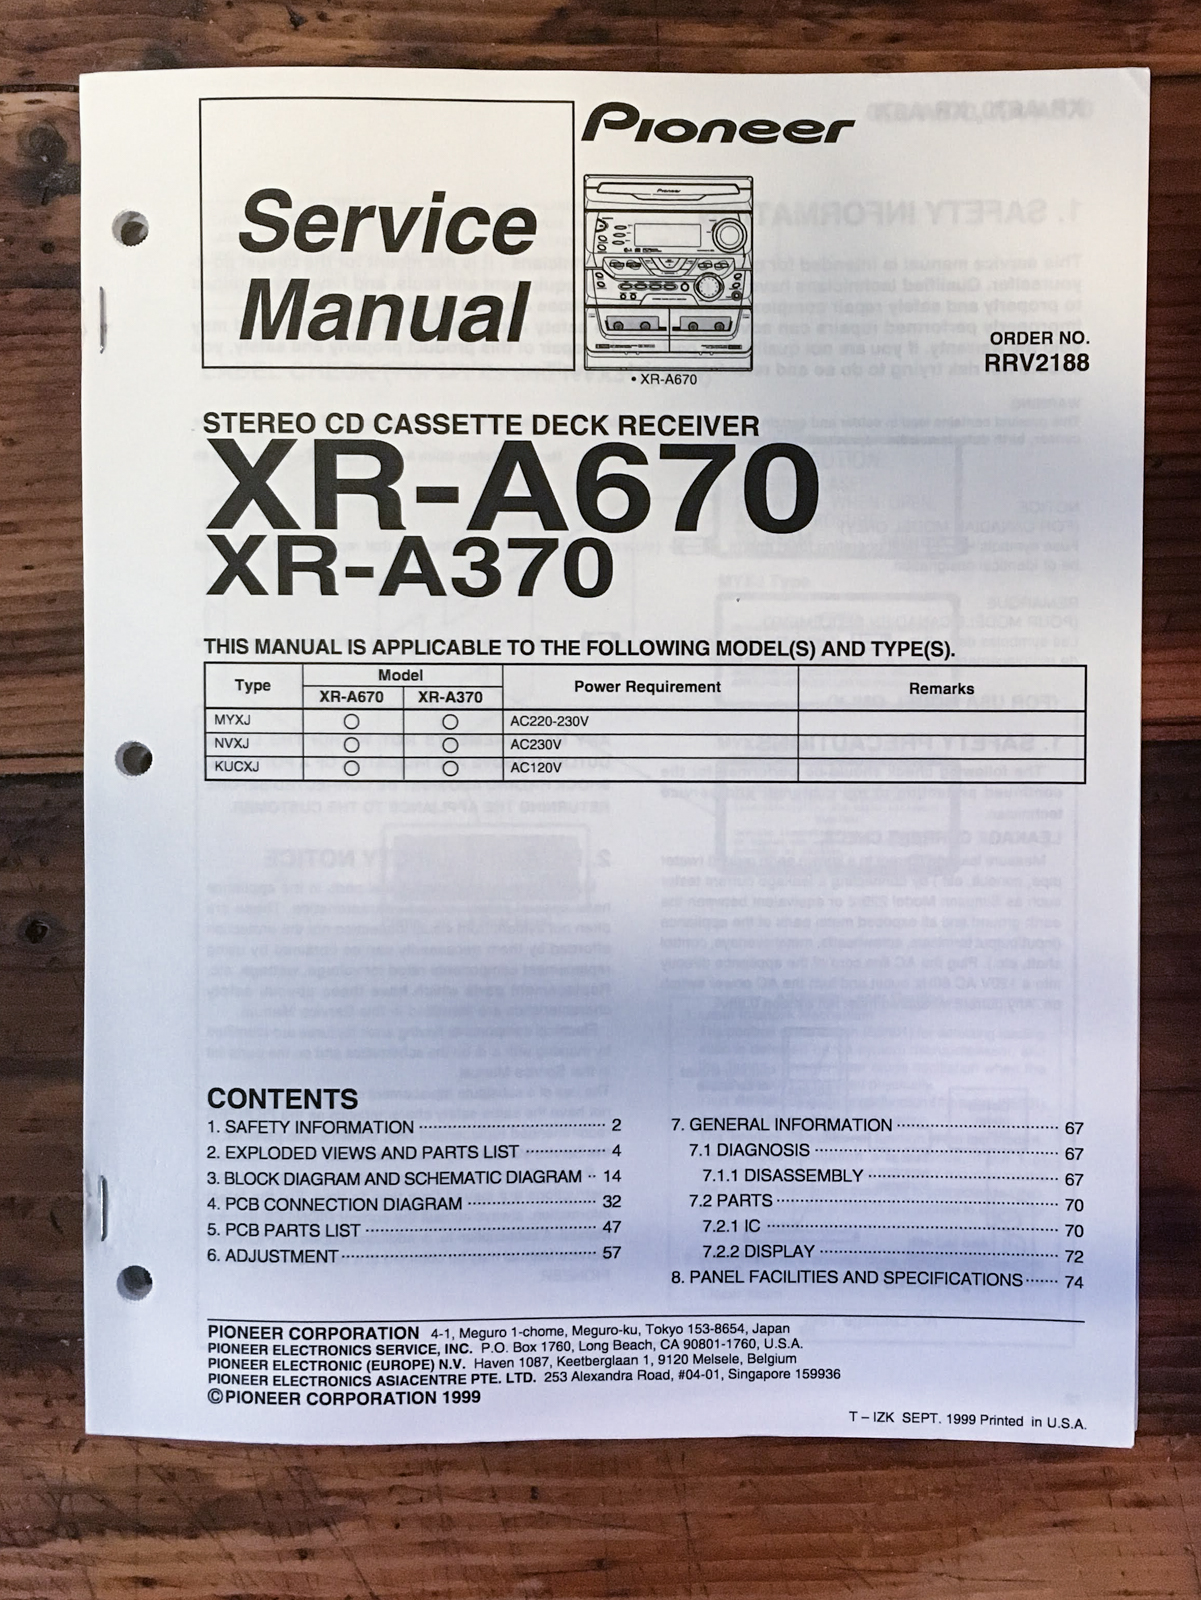 Pioneer
Service
Manual
Pioneer
• XR-A670
ORDER NO.
RRV2188
STEREO CD CASSETTE DECK RECEIVER
XR-A670
XR-A370
THIS MANUAL IS APPLICABLE TO THE FOLLOWING MODEL(S) AND TYPE(S).
Type Model Power Requirement Remarks
XR-A670 XR-A370
MYXJ ○ ○ AC220-230V
NVXJ ○ ○ AC230V
KUCXJ ○ ○ AC120V
CONTENTS
1. SAFETY INFORMATION ·································· 2
2. EXPLODED VIEWS AND PARTS LIST ················ 4
3. BLOCK DIAGRAM AND SCHEMATIC DIAGRAM ·· 14
4. PCB CONNECTION DIAGRAM ························ 32
5. PCB PARTS LIST ·········································· 47
6. ADJUSTMENT ·············································· 57
7. GENERAL INFORMATION ····························· 67
7.1 DIAGNOSIS ·············································· 67
7.1.1 DISASSEMBLY ···································· 67
7.2 PARTS ····················································· 70
7.2.1 IC ······················································ 70
7.2.2 DISPLAY ············································ 72
8. PANEL FACILITIES AND SPECIFICATIONS ······· 74
PIONEER CORPORATION 4-1, Meguro 1-chome, Meguro-ku, Tokyo 153-8654, Japan
PIONEER ELECTRONICS SERVICE, INC. P.O. Box 1760, Long Beach, CA 90801-1760, U.S.A.
PIONEER ELECTRONIC (EUROPE) N.V. Haven 1087, Keetberglaan 1, 9120 Melsele, Belgium
PIONEER ELECTRONICS ASIACENTRE PTE. LTD. 253 Alexandra Road, #04-01, Singapore 159936
©PIONEER CORPORATION 1999
T – IZK SEPT. 1999 Printed in U.S.A.